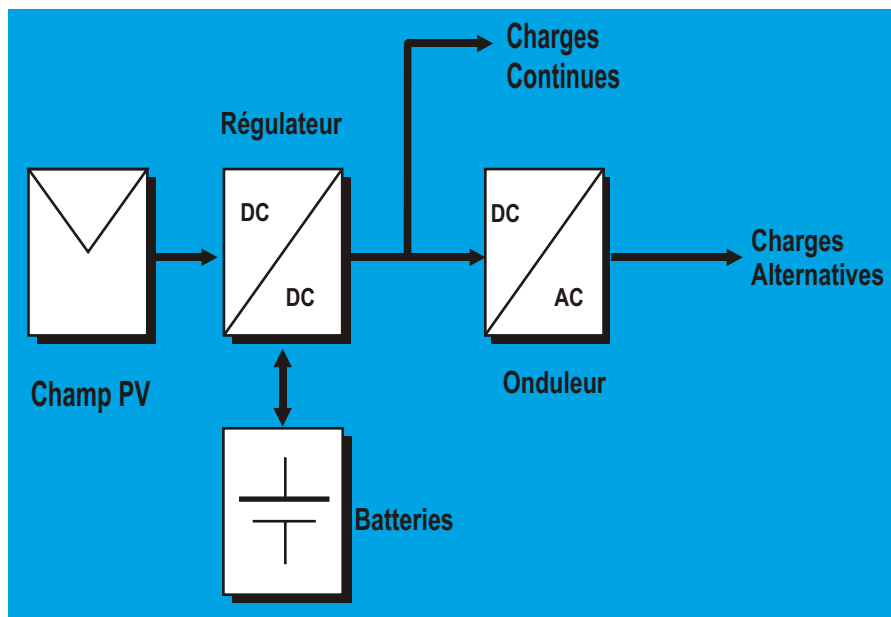 Charges
Continues
Régulateur
DC
DC
DC
AC
Charges
Alternatives
Champ PV
Onduleur
Batteries